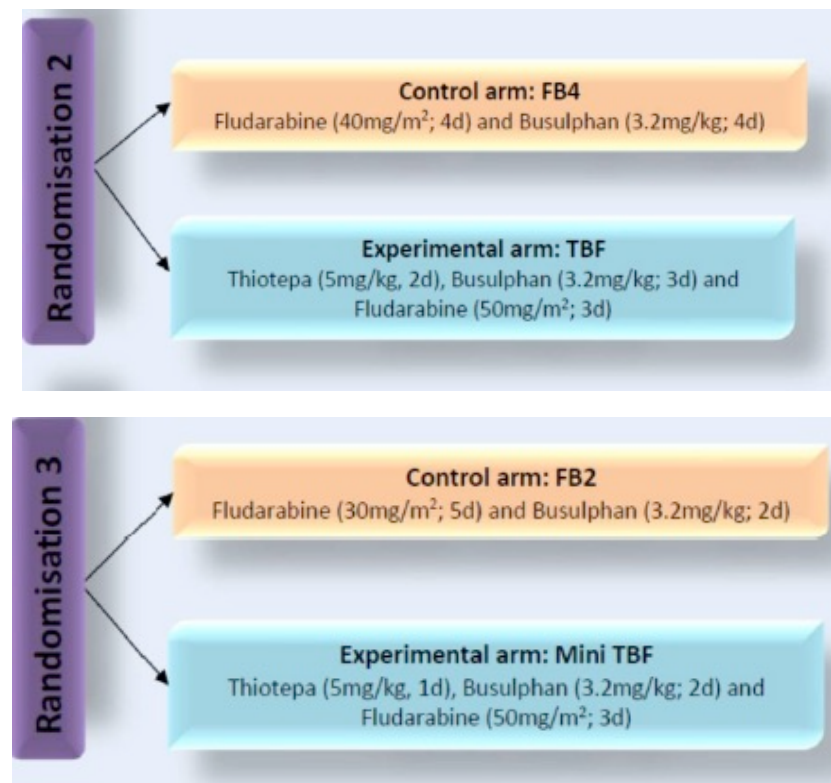 Randomisation 2
Control arm: FB4
Fludarabine (40mg/m²; 4d) and Busulphan (3.2mg/kg; 4d)
Experimental arm: TBF
Thiotepa (5mg/kg, 2d), Busulphan (3.2mg/kg; 3d) and
Fludarabine (50mg/m²; 3d)
Randomisation 3
Control arm: FB2
Fludarabine (30mg/m²; 5d) and Busulphan (3.2mg/kg; 2d)
Experimental arm: Mini TBF
Thiotepa (5mg/kg, 1d), Busulphan (3.2mg/kg; 2d) and
Fludarabine (50mg/m²; 3d)